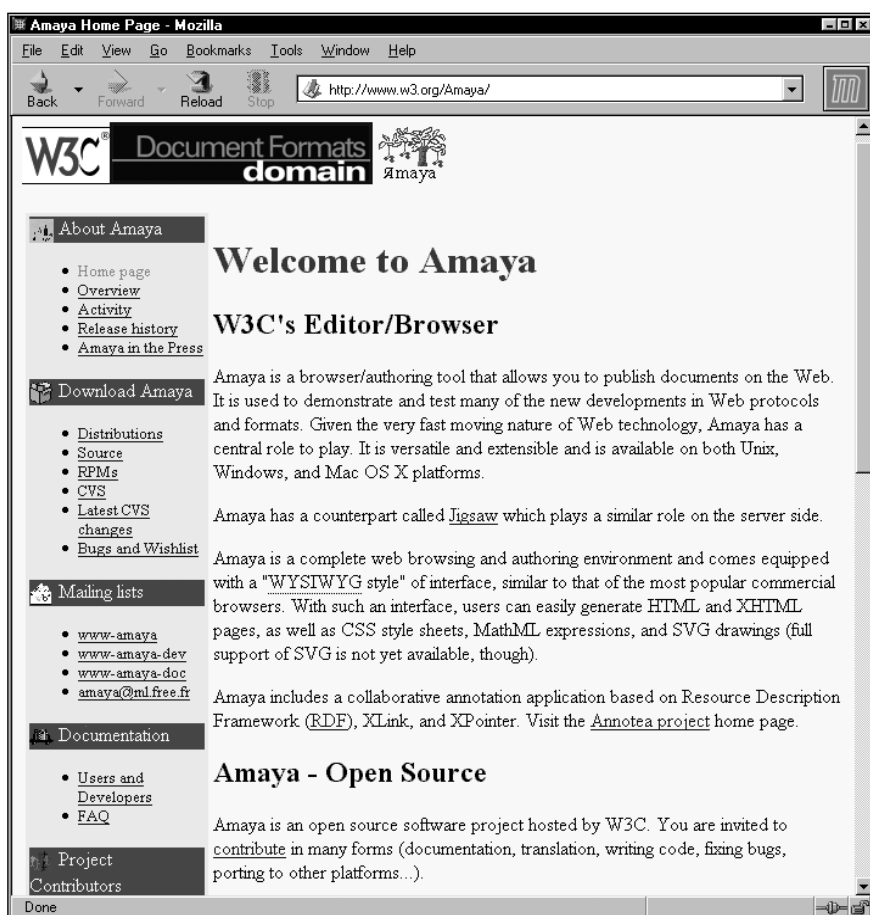 Amaya Home Page - Mozilla
File Edit View Go Bookmarks Tools Window Help
Back Forward Reload Stop http://www.w3.org/Amaya/
W3C® Document Formats
domain
Amaya
About Amaya
Home page
Overview
Activity
Release history
Amaya in the Press
Download Amaya
Distributions
Source
RPMs
CVS
Latest CVS
changes
Bugs and Wishlist
Mailing lists
www-amaya
www-amaya-dev
www-amaya-doc
amaya@ml.free.fr
Documentation
Users and
Developers
FAQ
Project
Contributors
Welcome to Amaya
W3C's Editor/Browser
Amaya is a browser/authoring tool that allows you to publish documents on the Web.
It is used to demonstrate and test many of the new developments in Web protocols
and formats. Given the very fast moving nature of Web technology, Amaya has a
central role to play. It is versatile and extensible and is available on both Unix,
Windows, and Mac OS X platforms.
Amaya has a counterpart called Jigsaw which plays a similar role on the server side.
Amaya is a complete web browsing and authoring environment and comes equipped
with a "WYSIWYG style" of interface, similar to that of the most popular commercial
browsers. With such an interface, users can easily generate HTML and XHTML
pages, as well as CSS style sheets, MathML expressions, and SVG drawings (full
support of SVG is not yet available, though).
Amaya includes a collaborative annotation application based on Resource Description
Framework (RDF), XLink, and XPointer. Visit the Annotea project home page.
Amaya - Open Source
Amaya is an open source software project hosted by W3C. You are invited to
contribute in many forms (documentation, translation, writing code, fixing bugs,
porting to other platforms...).
Done